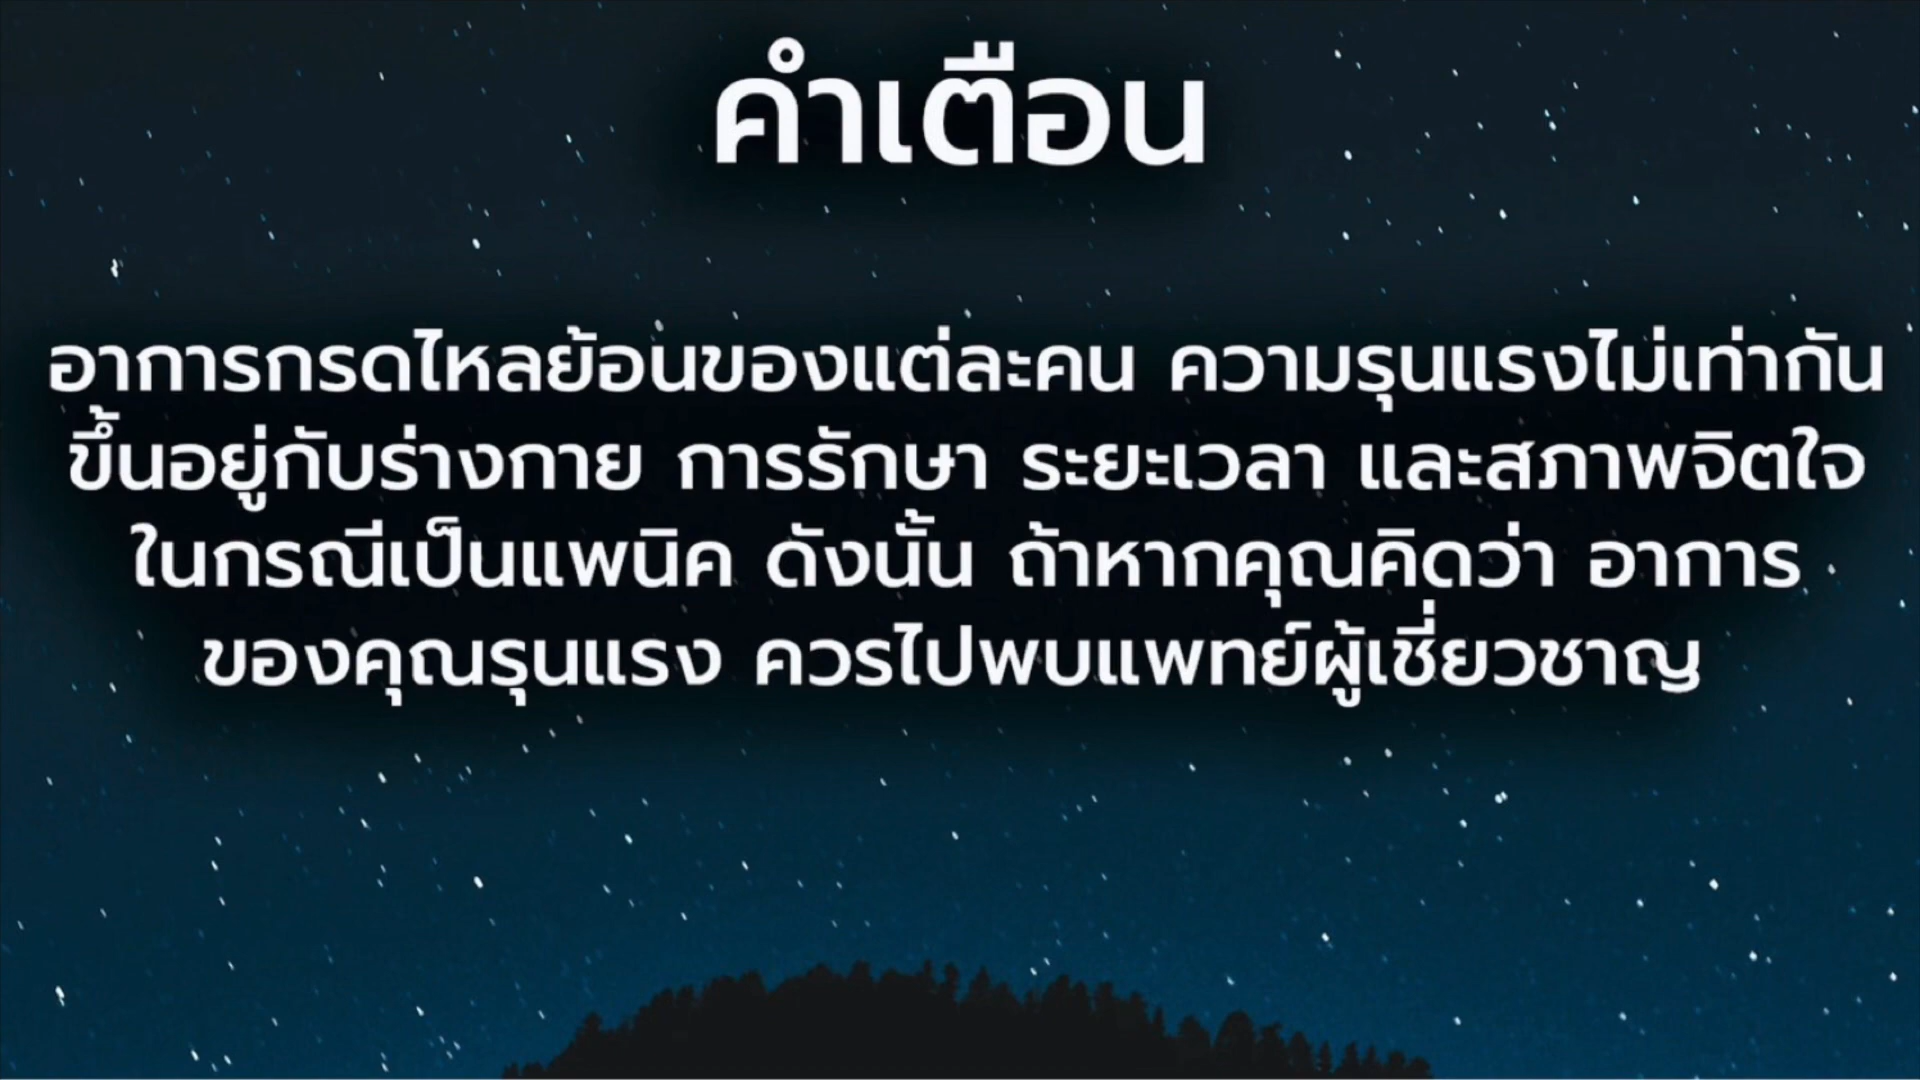 คำเตือน
อาการกรดไหลย้อนของแต่ละคน ความรุนแรงไม่เท่ากัน
ขึ้นอยู่กับร่างกาย การรักษา ระยะเวลา และสภาพจิตใจ
ในกรณีเป็นแพนิค ดังนั้น ถ้าหากคุณคิดว่า อาการ
ของคุณรุนแรง ควรไปพบแพทย์ผู้เชี่ยวชาญ